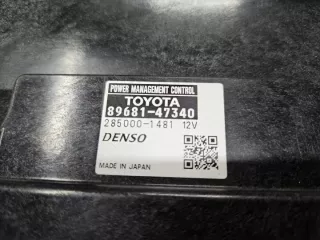 POWER MANAGEMENT CONTROL
TOYOTA
89681-47340
285000-1481 12V
DENSO
MADE IN JAPAN